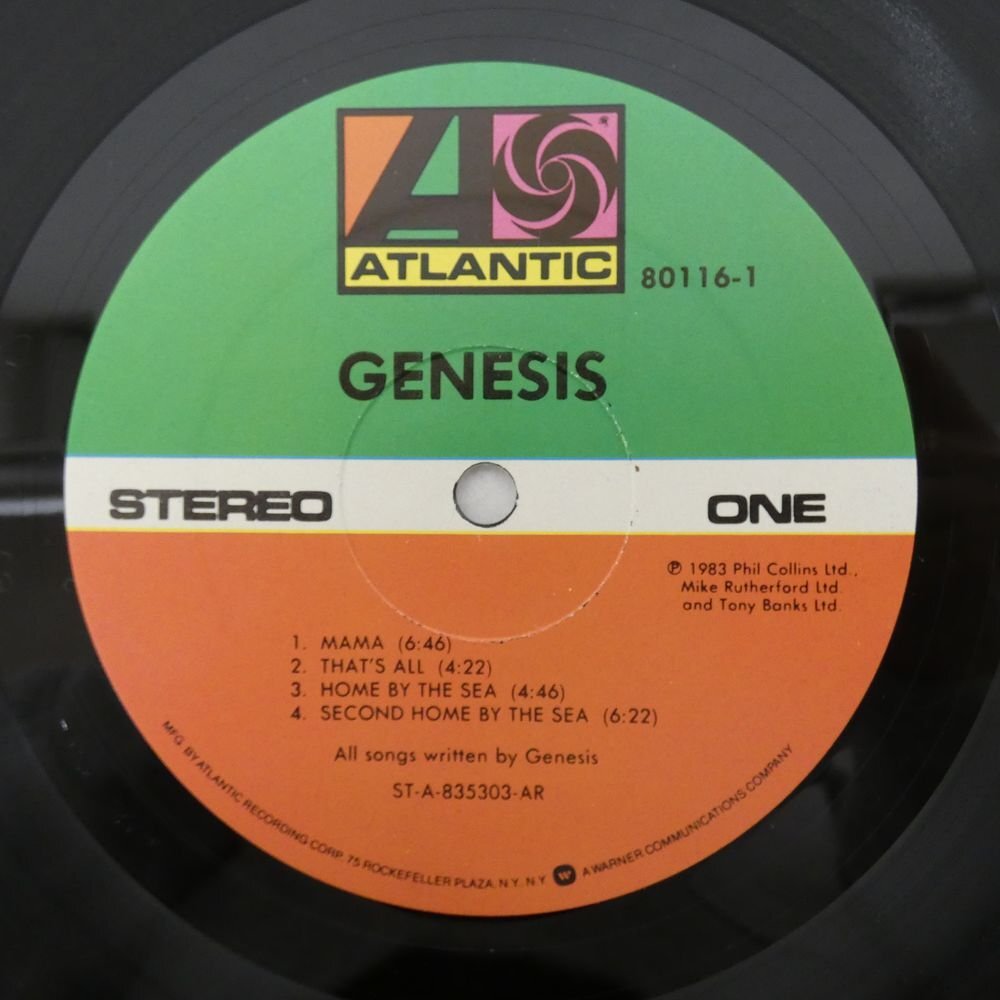 ATLANTIC
80116-1
GENESIS
STEREO
ONE
℗ 1983 Phil Collins Ltd.,
Mike Rutherford Ltd.
and Tony Banks Ltd.
1. MAMA (6:46)
2. THAT'S ALL (4:22)
3. HOME BY THE SEA (4:46)
4. SECOND HOME BY THE SEA (6:22)
All songs written by Genesis
ST-A-835303-AR
MFG. BY ATLANTIC RECORDING CORP. 75 ROCKEFELLER PLAZA, N.Y. N.Y. A WARNER COMMUNICATIONS COMPANY